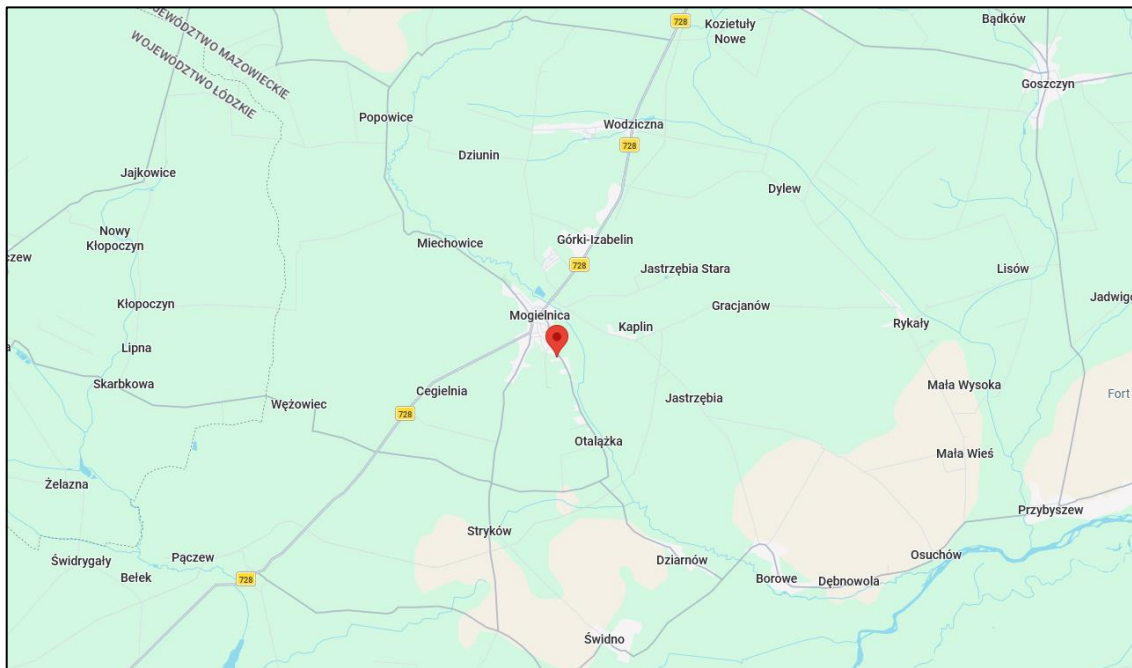 WOJEWÓDZTWO MAZOWIECKIE
WOJEWÓDZTWO ŁÓDZKIE
728
Kozietuły
Nowe
Bądków
Goszczyn
Popowice
Wodziczna
728
Dziunin
Jajkowice
Dylew
Nowy
Kłopoczyn
Miechowice
Górki-Izabelin
728
Jastrzębia Stara
Lisów
Kłopoczyn
Gracjanów
Mogielnica
Kaplin
Rykały
Lipna
Skarbkowa
Cegielnia
Mała Wysoka
Fort
Wężowiec
728
Jastrzębia
Otalążka
Mała Wieś
Żelazna
Przybyszew
Stryków
Świdrygały
Pączew
Dziarnów
Osuchów
Bełek
728
Borowe
Dębnowola
Świdno